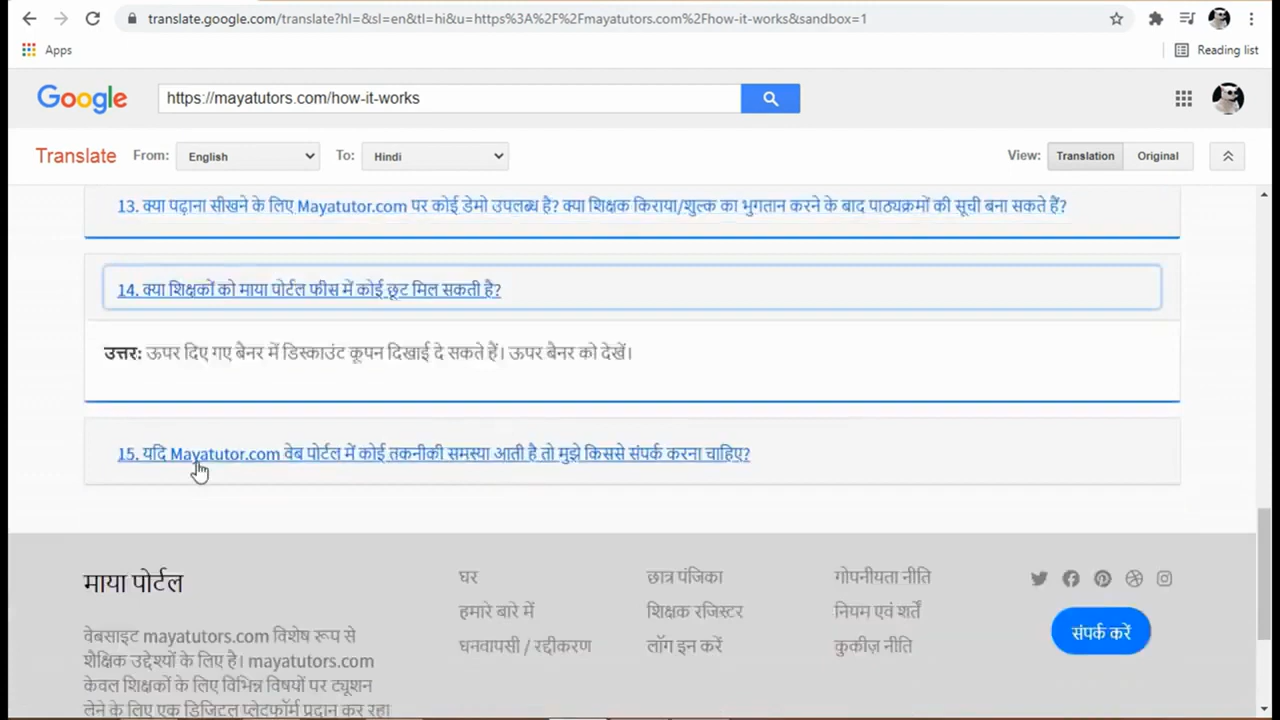 translate.google.com/translate?hl=&sl=en&tl=hi&u=https%3A%2F%2Fmayatutors.com%2Fhow-it-works&sandbox=1
Apps
Reading list
Google
https://mayatutors.com/how-it-works
Translate From: English To: Hindi View: Translation Original
13. क्या पढ़ाना सीखने के लिए Mayatutor.com पर कोई डेमो उपलब्ध है? क्या शिक्षक किराया/शुल्क का भुगतान करने के बाद पाठ्यक्रमों की सूची बना सकते हैं?
14. क्या शिक्षकों को माया पोर्टल फीस में कोई छूट मिल सकती है?
उत्तर: ऊपर दिए गए बैनर में डिस्काउंट कूपन दिखाई दे सकते हैं। ऊपर बैनर को देखें।
15. यदि Mayatutor.com वेब पोर्टल में कोई तकनीकी समस्या आती है तो मुझे किससे संपर्क करना चाहिए?
माया पोर्टल
वेबसाइट mayatutors.com विशेष रूप से
शैक्षिक उद्देश्यों के लिए है। mayatutors.com
केवल शिक्षकों के लिए विभिन्न विषयों पर ट्यूशन
लेने के लिए एक डिजिटल प्लेटफॉर्म प्रदान कर रहा
घर
हमारे बारे में
धनवापसी / रद्दीकरण
छात्र पंजिका
शिक्षक रजिस्टर
लॉग इन करें
गोपनीयता नीति
नियम एवं शर्तें
कुकीज़ नीति
संपर्क करें